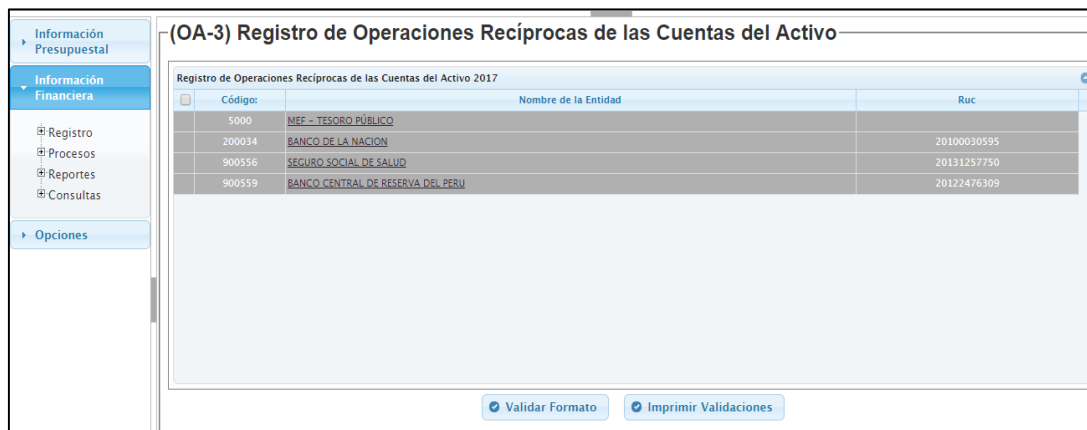 Información
Presupuestal
Información
Financiera
Registro
Procesos
Reportes
Consultas
Opciones
(OA-3) Registro de Operaciones Recíprocas de las Cuentas del Activo
Registro de Operaciones Recíprocas de las Cuentas del Activo 2017
Código: Nombre de la Entidad Ruc
5000 MEF – TESORO PÚBLICO
200034 BANCO DE LA NACION 20100030595
900556 SEGURO SOCIAL DE SALUD 20131257750
900559 BANCO CENTRAL DE RESERVA DEL PERU 20122476309
Validar Formato Imprimir Validaciones